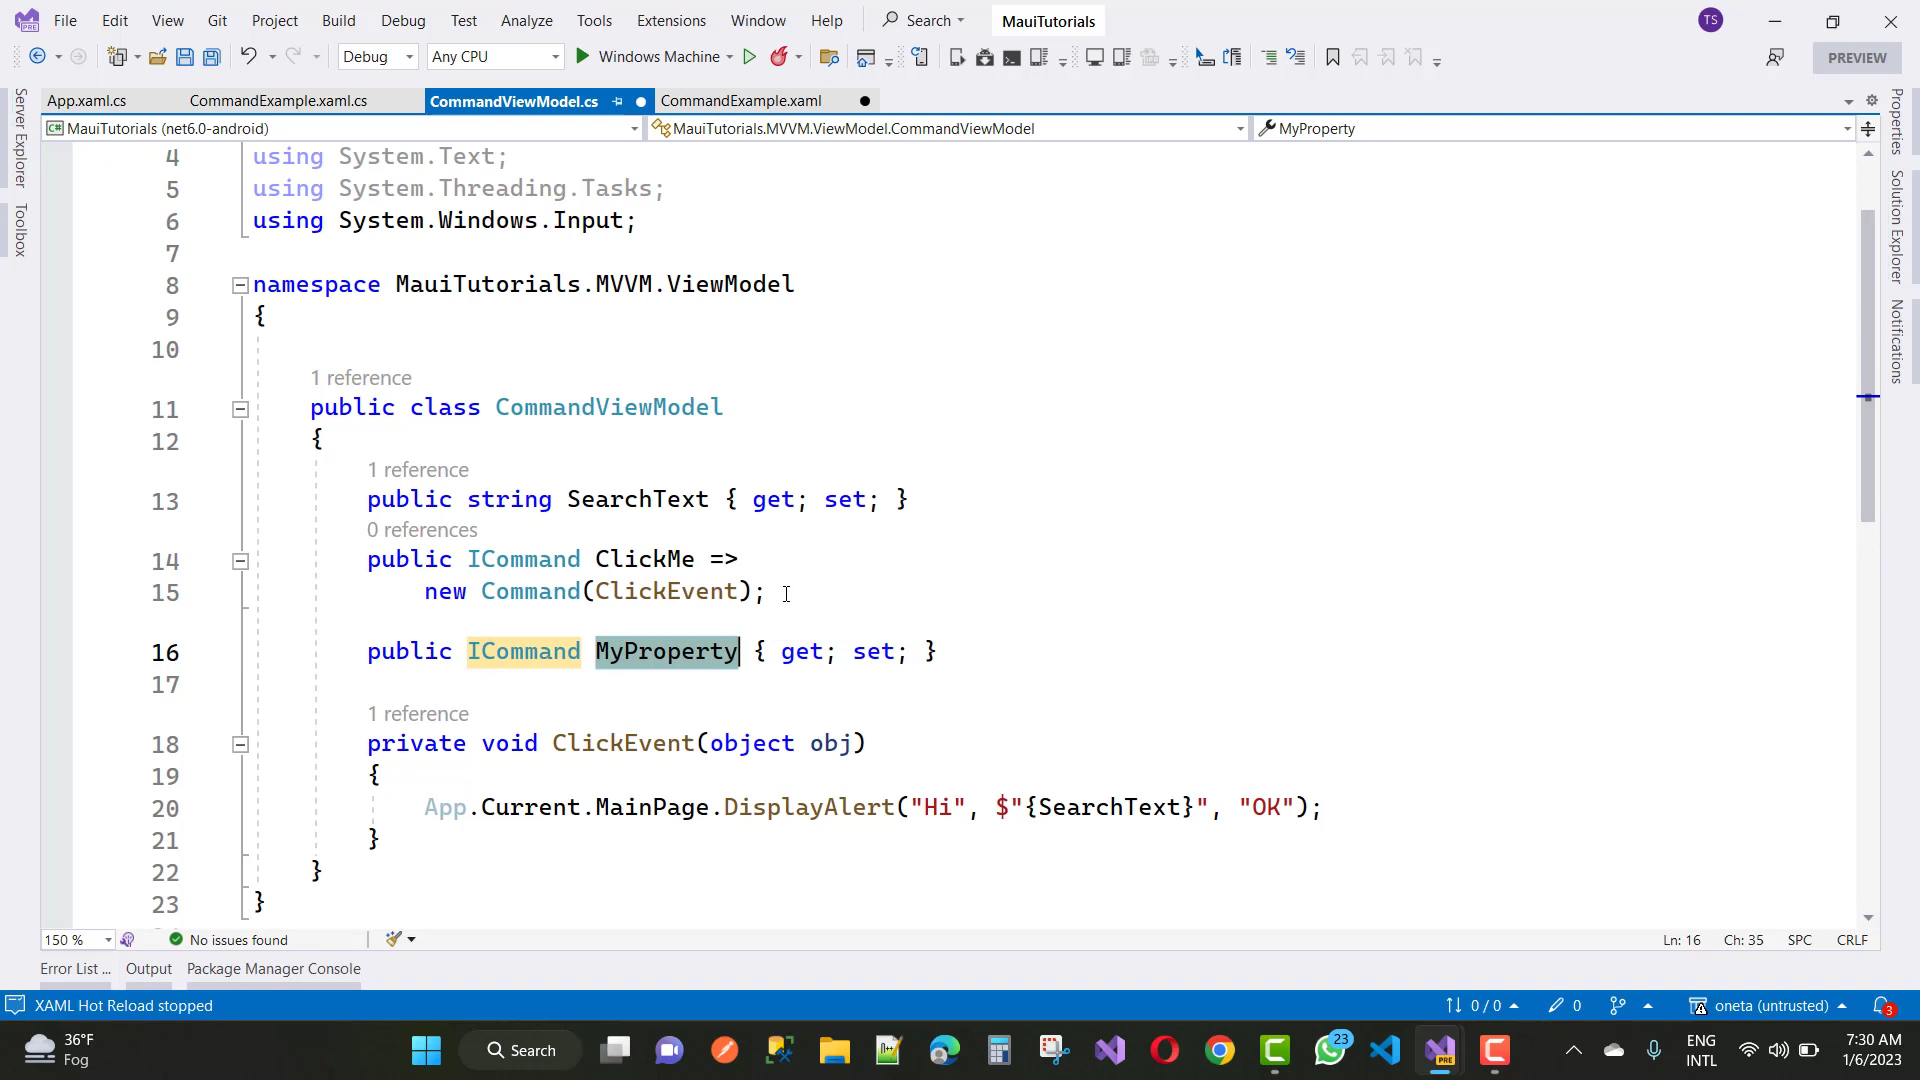 File Edit View Git Project Build Debug Test Analyze Tools Extensions Window Help Search MauiTutorials TS
Debug Any CPU Windows Machine PREVIEW
App.xaml.cs CommandExample.xaml.cs CommandViewModel.cs CommandExample.xaml
MauiTutorials (net6.0-android) MauiTutorials.MVVM.ViewModel.CommandViewModel MyProperty
Server Explorer
Toolbox
Properties
Solution Explorer
Notifications
4 using System.Text;
5 using System.Threading.Tasks;
6 using System.Windows.Input;
7
8 namespace MauiTutorials.MVVM.ViewModel
9 {
10
1 reference
11 public class CommandViewModel
12 {
1 reference
13 public string SearchText { get; set; }
0 references
14 public ICommand ClickMe =>
15 new Command(ClickEvent);
16 public ICommand MyProperty { get; set; }
17
1 reference
18 private void ClickEvent(object obj)
19 {
20 App.Current.MainPage.DisplayAlert("Hi", $"{SearchText}", "OK");
21 }
22 }
23 }
150 % No issues found Ln: 16 Ch: 35 SPC CRLF
Error List ... Output Package Manager Console
XAML Hot Reload stopped 0 / 0 0 oneta (untrusted) 3
36°F
Fog
Search
23
PRE
ENG
INTL
7:30 AM
1/6/2023